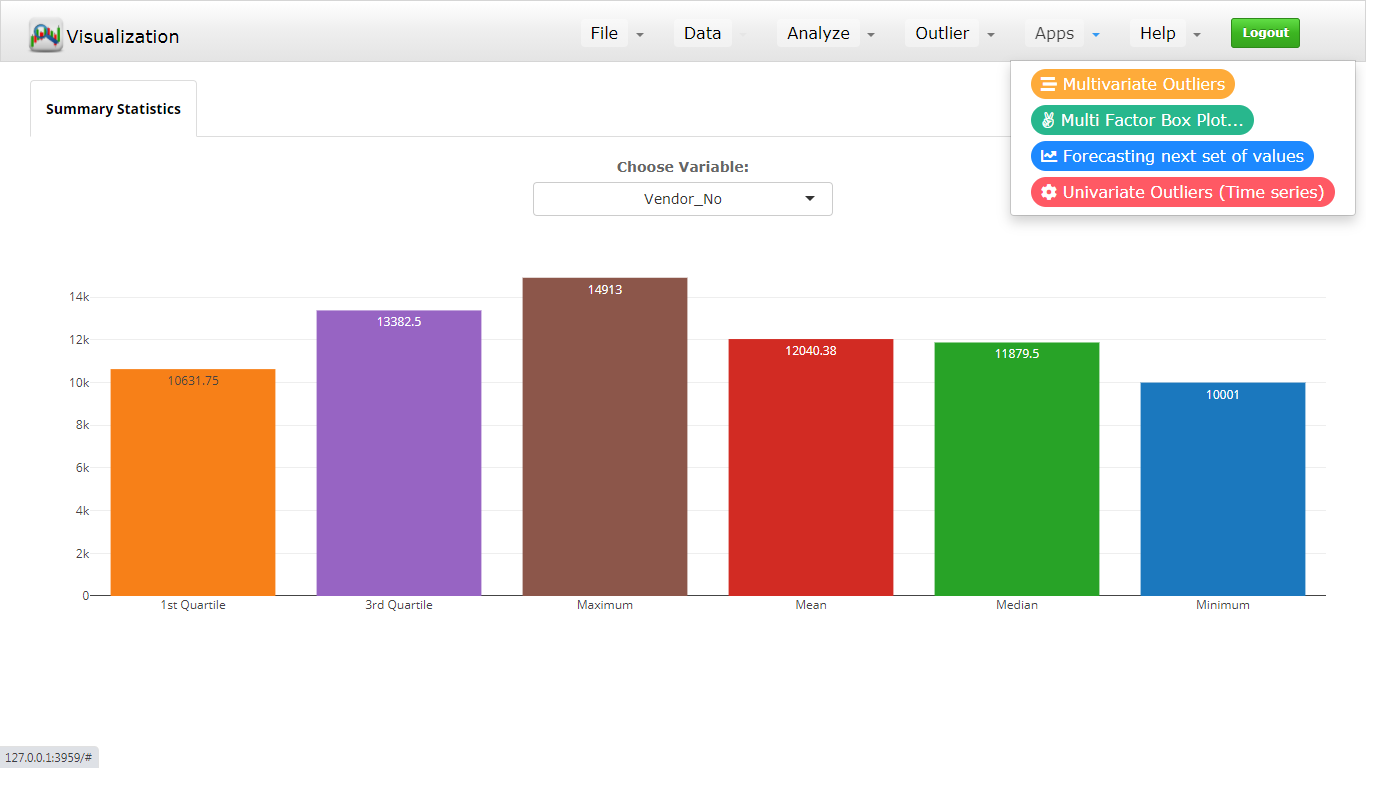 Visualization
File
Data
Analyze
Outlier
Apps
Help
Logout
Multivariate Outliers
Multi Factor Box Plot...
Forecasting next set of values
Univariate Outliers (Time series)
Summary Statistics
Choose Variable:
Vendor_No
14k
12k
10k
8k
6k
4k
2k
0
10631.75
13382.5
14913
12040.38
11879.5
10001
1st Quartile
3rd Quartile
Maximum
Mean
Median
Minimum
127.0.0.1:3959/#